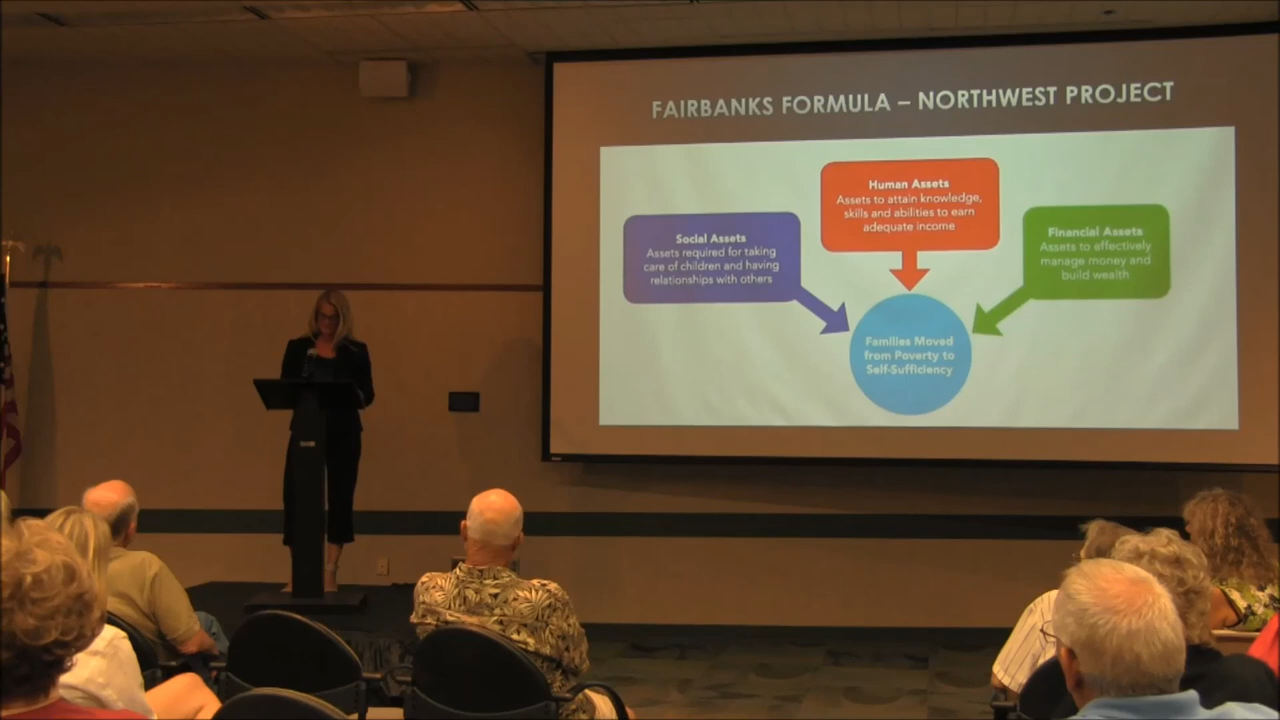 FAIRBANKS FORMULA – NORTHWEST PROJECT
Human Assets
Assets to attain knowledge,
skills and abilities to earn
adequate income
Social Assets
Assets required for taking
care of children and having
relationships with others
Financial Assets
Assets to effectively
manage money and
build wealth
Families Moved
from Poverty to
Self-Sufficiency